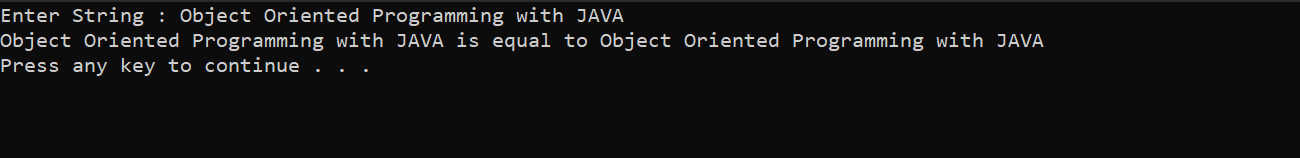 Enter String : Object Oriented Programming with JAVA
Object Oriented Programming with JAVA is equal to Object Oriented Programming with JAVA
Press any key to continue . . .